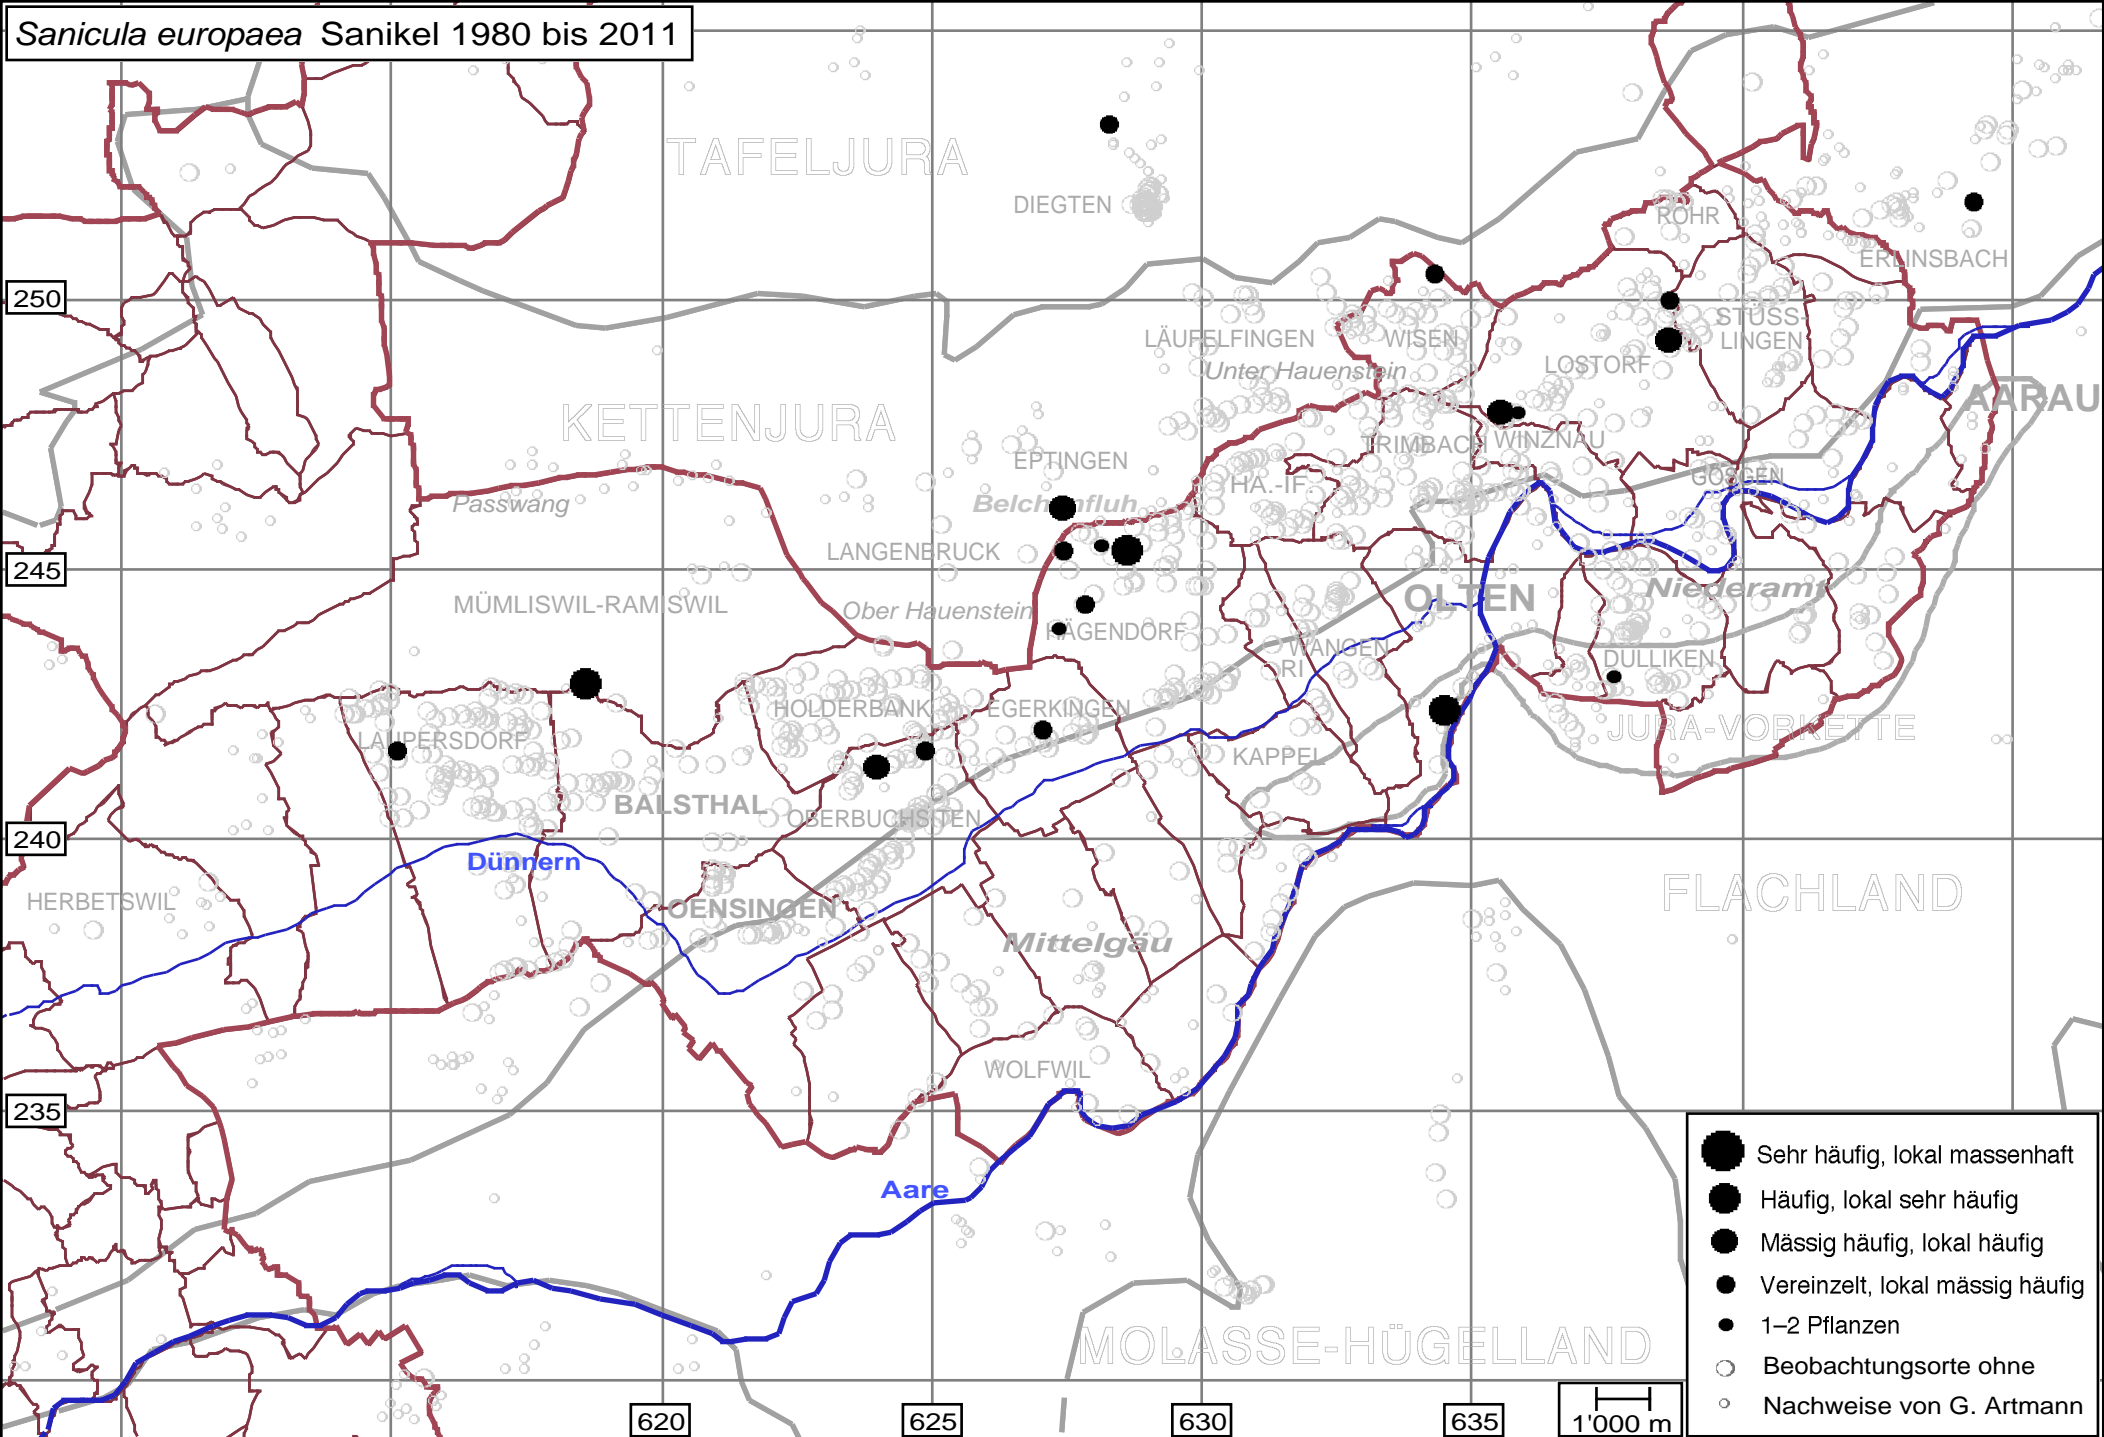 Sanicula europaea Sanikel 1980 bis 2011
TAFELJURA
DIEGTEN
ROHR
ERLINSBACH
250
STÜSS-
LINGEN
LÄUFELFINGEN
WISEN
LOSTORF
Unter Hauenstein
AARAU
KETTENJURA
TRIMBACH
WINZNAU
EPTINGEN
GÖSGEN
HA.-IF.
Passwang
Belchenfluh
LANGENBRUCK
245
MÜMLISWIL-RAMISWIL
Ober Hauenstein
OLTEN
Niederamt
HÄGENDORF
WANGEN
RI
DULLIKEN
HOLDERBANK
EGERKINGEN
JURA-VORKETTE
LAUPERSDORF
KAPPEL
BALSTHAL
OBERBUCHSITEN
240
Dünnern
HERBETSWIL
OENSINGEN
FLACHLAND
Mittelgäu
WOLFWIL
235
Aare
MOLASSE-HÜGELLAND
620
625
630
635
1'000 m
Sehr häufig, lokal massenhaft
Häufig, lokal sehr häufig
Mässig häufig, lokal häufig
Vereinzelt, lokal mässig häufig
1–2 Pflanzen
Beobachtungsorte ohne
Nachweise von G. Artmann